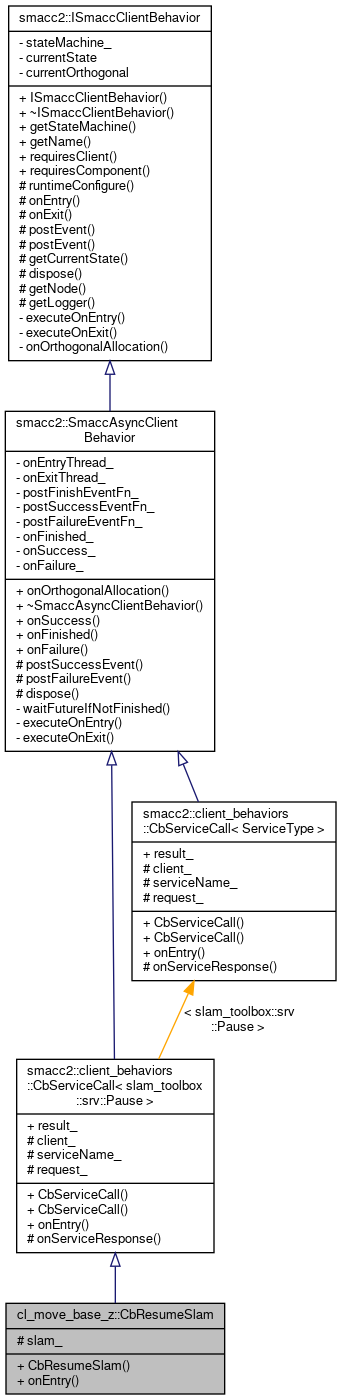 smacc2::ISmaccClientBehavior
- stateMachine_
- currentState
- currentOrthogonal
+ ISmaccClientBehavior()
+ ~ISmaccClientBehavior()
+ getStateMachine()
+ getName()
+ requiresClient()
+ requiresComponent()
# runtimeConfigure()
# onEntry()
# onExit()
# postEvent()
# postEvent()
# getCurrentState()
# dispose()
# getNode()
# getLogger()
- executeOnEntry()
- executeOnExit()
- onOrthogonalAllocation()
smacc2::SmaccAsyncClient
Behavior
- onEntryThread_
- onExitThread_
- postFinishEventFn_
- postSuccessEventFn_
- postFailureEventFn_
- onFinished_
- onSuccess_
- onFailure_
+ onOrthogonalAllocation()
+ ~SmaccAsyncClientBehavior()
+ onSuccess()
+ onFinished()
+ onFailure()
# postSuccessEvent()
# postFailureEvent()
# dispose()
- waitFutureIfNotFinished()
- executeOnEntry()
- executeOnExit()
smacc2::client_behaviors
::CbServiceCall< ServiceType >
+ result_
# client_
# serviceName_
# request_
+ CbServiceCall()
+ CbServiceCall()
+ onEntry()
# onServiceResponse()
< slam_toolbox::srv
::Pause >
smacc2::client_behaviors
::CbServiceCall< slam_toolbox
::srv::Pause >
+ result_
# client_
# serviceName_
# request_
+ CbServiceCall()
+ CbServiceCall()
+ onEntry()
# onServiceResponse()
cl_move_base_z::CbResumeSlam
# slam_
+ CbResumeSlam()
+ onEntry()